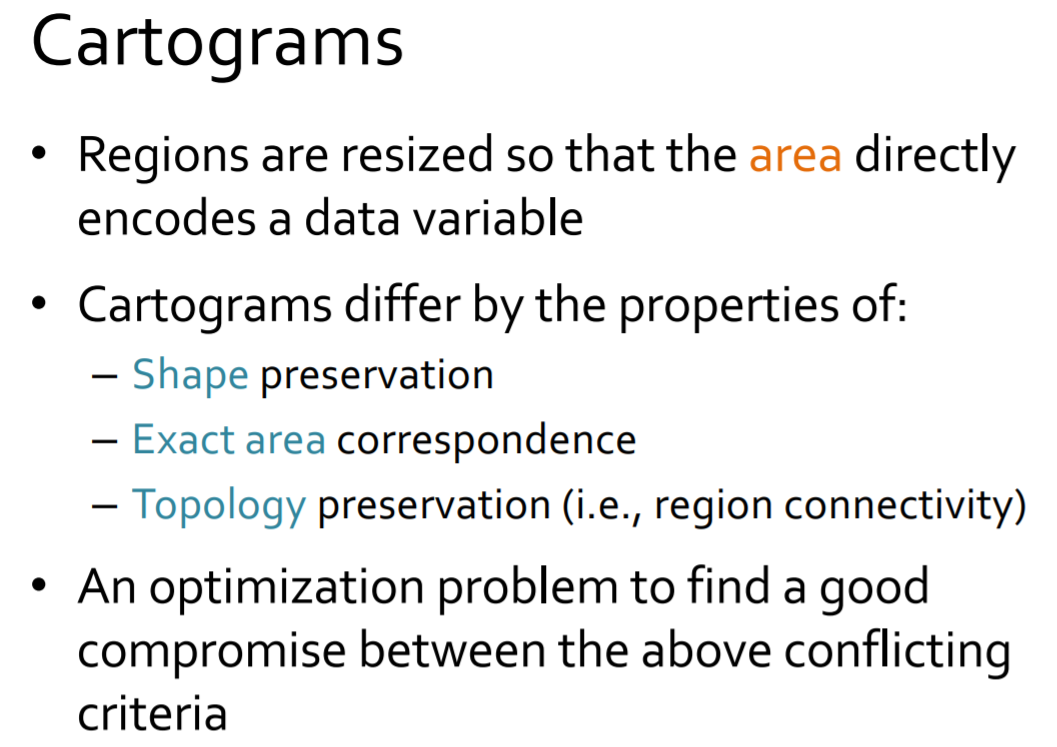 Cartograms
• Regions are resized so that the area directly
encodes a data variable
• Cartograms differ by the properties of:
– Shape preservation
– Exact area correspondence
– Topology preservation (i.e., region connectivity)
• An optimization problem to find a good
compromise between the above conflicting
criteria